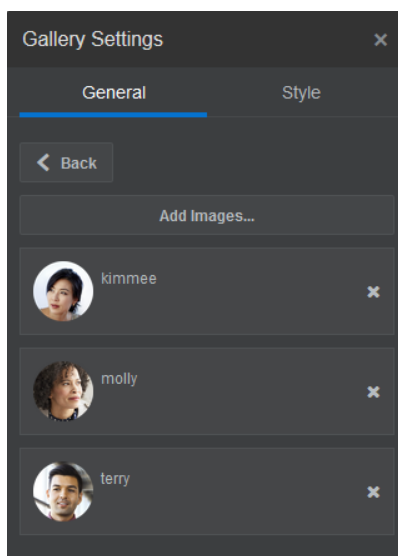 Gallery Settings
General
Style
Back
Add Images...
kimmee
molly
terry